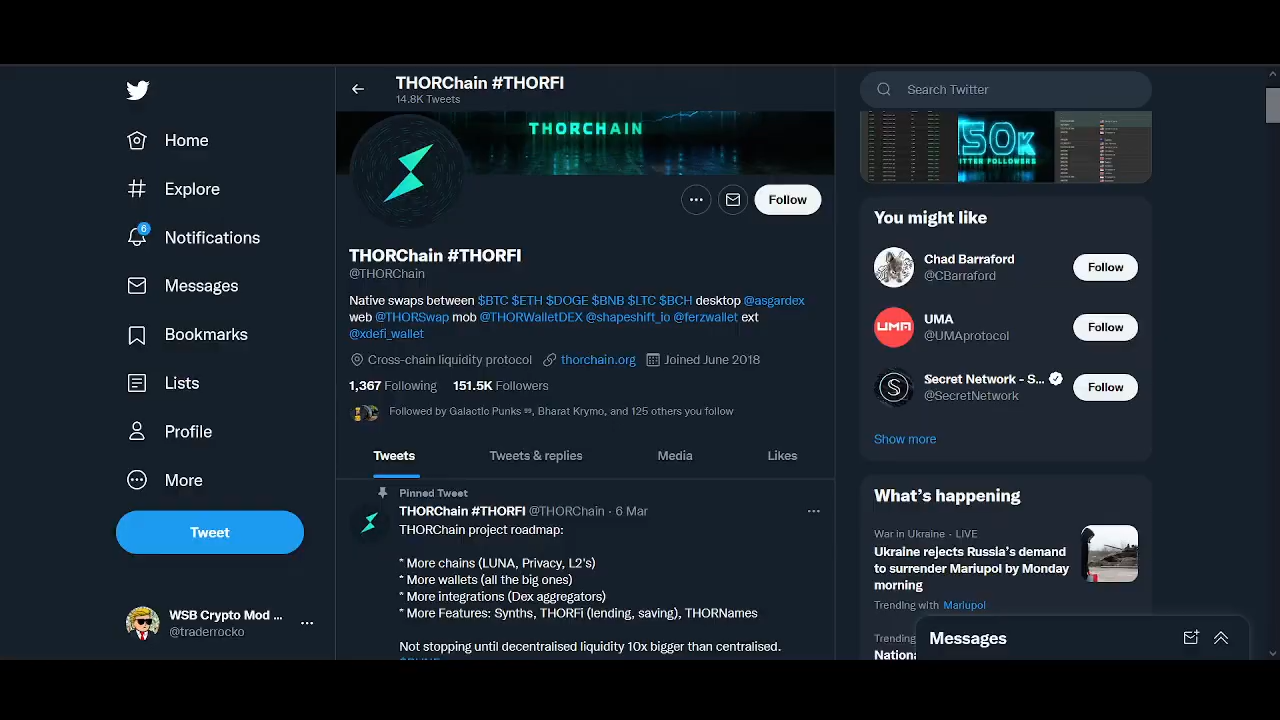 Home
Explore
6
Notifications
Messages
Bookmarks
Lists
Profile
More
Tweet
WSB Crypto Mod ...
@traderrocko
THORChain #THORFI
14.8K Tweets
THORCHAIN
Follow
THORChain #THORFI
@THORChain
Native swaps between $BTC $ETH $DOGE $BNB $LTC $BCH desktop @asgardex
web @THORSwap mob @THORWalletDEX @shapeshift_io @ferzwallet ext
@xdefi_wallet
Cross-chain liquidity protocol thorchain.org Joined June 2018
1,367 Following 151.5K Followers
Followed by Galactic Punks, Bharat Krymo, and 125 others you follow
Tweets Tweets & replies Media Likes
Pinned Tweet
THORChain #THORFI @THORChain · 6 Mar
THORChain project roadmap:
* More chains (LUNA, Privacy, L2's)
* More wallets (all the big ones)
* More integrations (Dex aggregators)
* More Features: Synths, THORFi (lending, saving), THORNames
Not stopping until decentralised liquidity 10x bigger than centralised.
Search Twitter
50K
ITTER FOLLOWERS
You might like
Chad Barraford
@CBarraford
Follow
UMA
UMA
@UMAprotocol
Follow
Secret Network - S...
@SecretNetwork
Follow
Show more
What's happening
War in Ukraine · LIVE
Ukraine rejects Russia's demand
to surrender Mariupol by Monday
morning
Trending with Mariupol
Trending
Nationa
Messages